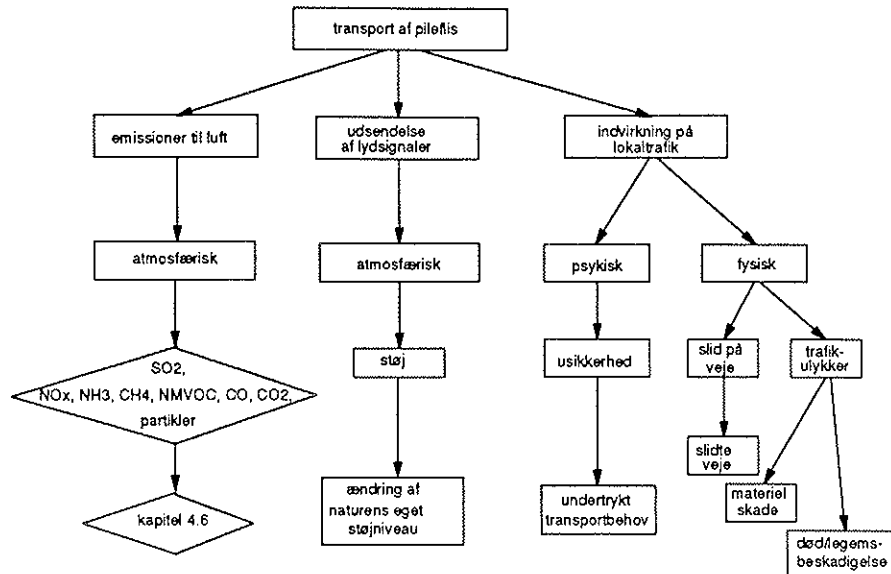 transport af pileflis
emissioner til luft
udsendelse
af lydsignaler
indvirkning på
lokaltrafik
atmosfærisk
atmosfærisk
psykisk
fysisk
SO2,
NOx, NH3, CH4, NMVOC, CO, CO2,
partikler
støj
usikkerhed
slid på
veje
trafik-
ulykker
kapitel 4.6
ændring af
naturens eget
støjniveau
undertrykt
transportbehov
slidte
veje
materiel
skade
død/legems-
beskadigelse